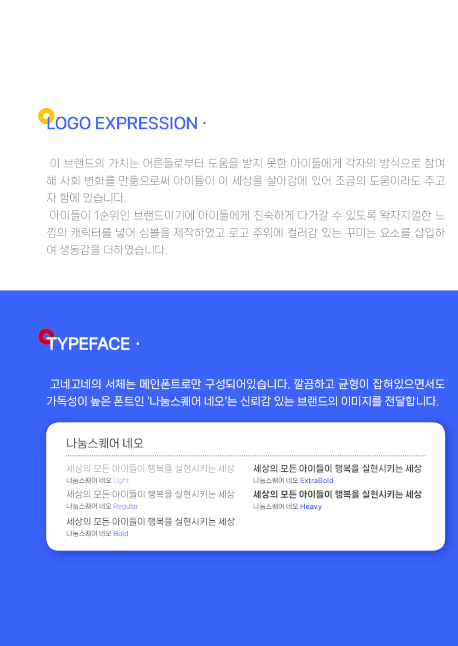 LOGO EXPRESSION ·
이 브랜드의 가치는 어른들로부터 도움을 받지 못한 아이들에게 각자의 방식으로 참여
해 사회 변화를 만듦으로써 아이들이 이 세상을 살아감에 있어 조금의 도움이라도 주고
자 함에 있습니다.
아이들이 1순위인 브랜드이기에 아이들에게 친숙하게 다가갈 수 있도록 왁자지껄한 느
낌의 캐릭터를 넣어 심볼을 제작하였고 로고 주위에 컬러감 있는 꾸미는 요소를 삽입하
여 생동감을 더하였습니다.
TYPEFACE ·
고네고네의 서체는 메인폰트로만 구성되어있습니다. 깔끔하고 균형이 잡혀있으면서도
가독성이 높은 폰트인 '나눔스퀘어 네오'는 신뢰감 있는 브랜드의 이미지를 전달합니다.
나눔스퀘어 네오
세상의 모든 아이들이 행복을 실현시키는 세상
나눔스퀘어 네오 Light
세상의 모든 아이들이 행복을 실현시키는 세상
나눔스퀘어 네오 Regular
세상의 모든 아이들이 행복을 실현시키는 세상
나눔스퀘어 네오 Bold
세상의 모든 아이들이 행복을 실현시키는 세상
나눔스퀘어 네오 ExtraBold
세상의 모든 아이들이 행복을 실현시키는 세상
나눔스퀘어 네오 Heavy